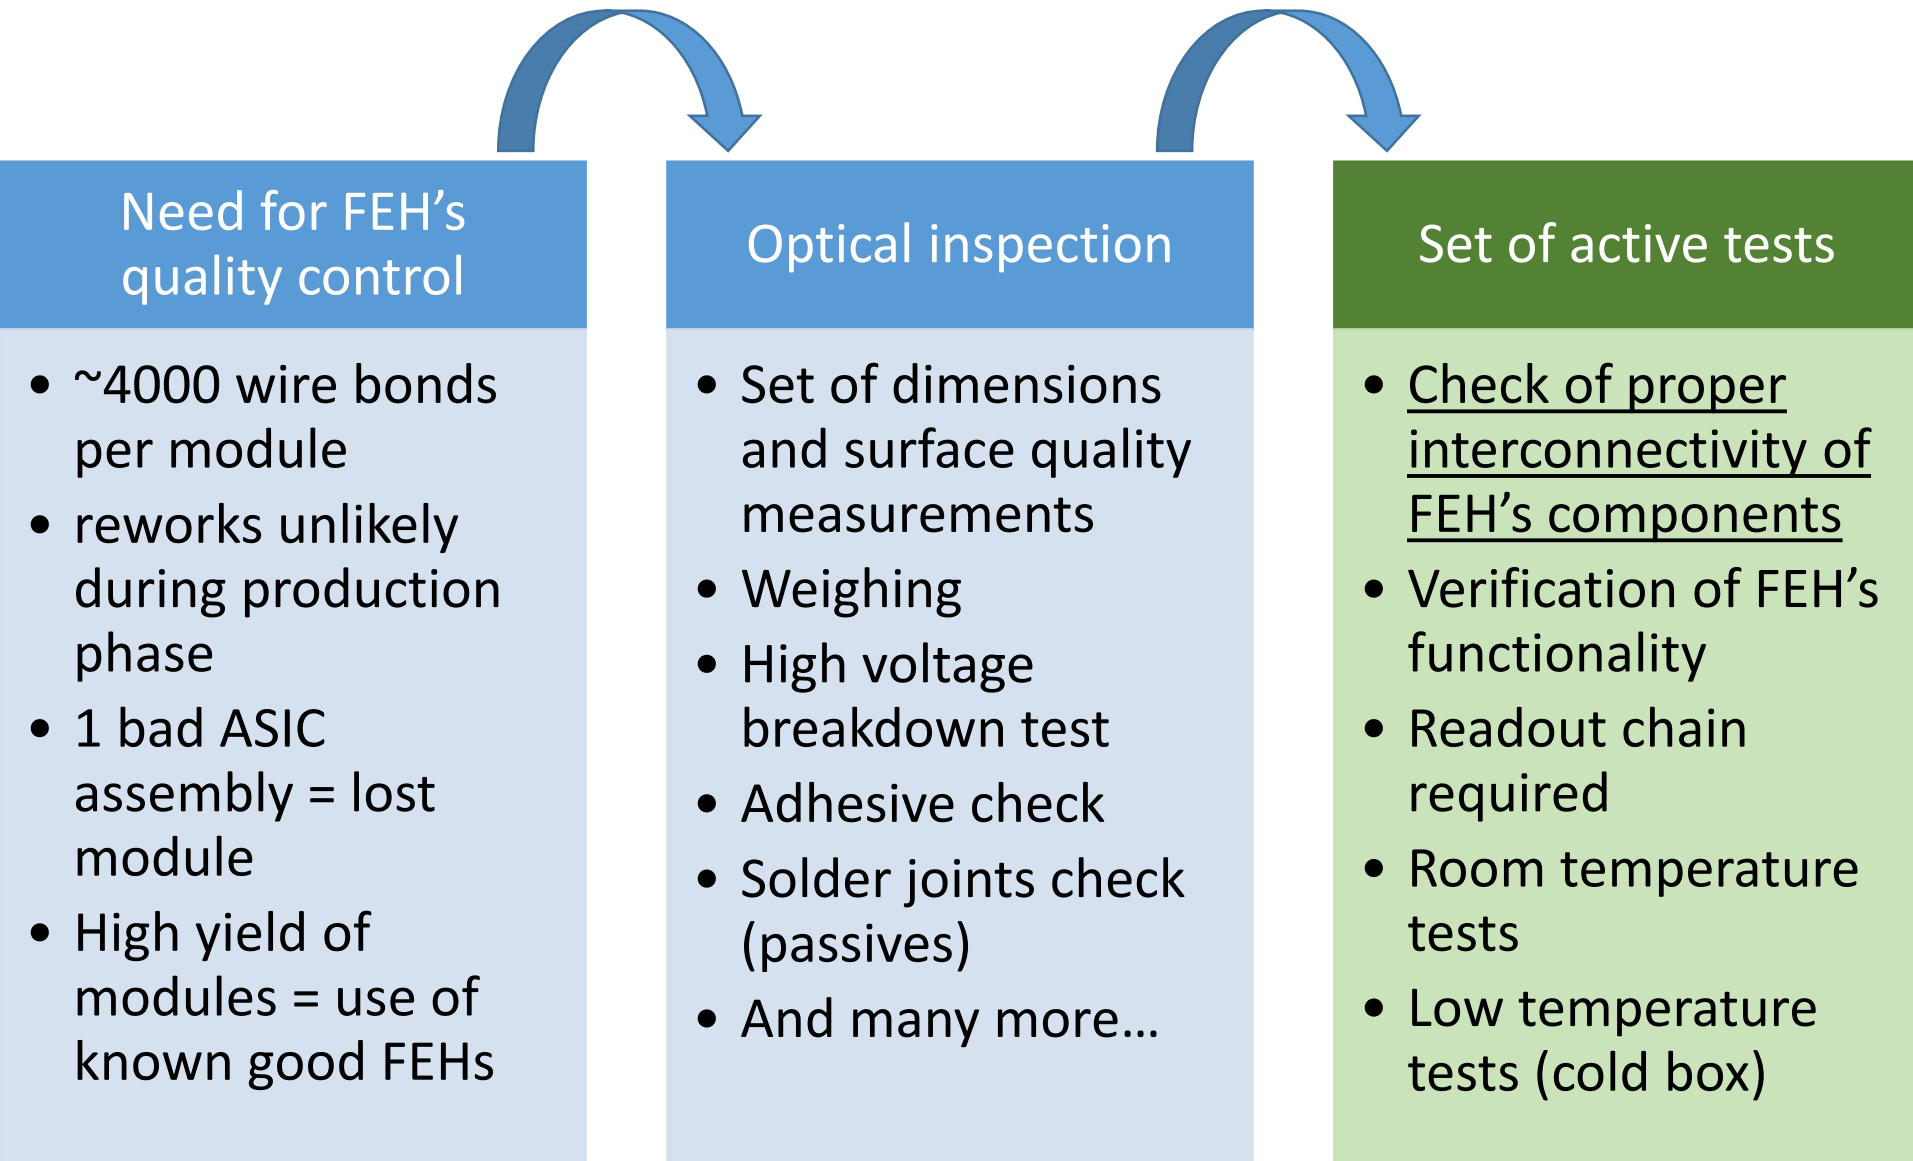 Need for FEH’s
quality control
• ~4000 wire bonds
per module
• reworks unlikely
during production
phase
• 1 bad ASIC
assembly = lost
module
• High yield of
modules = use of
known good FEHs
Optical inspection
• Set of dimensions
and surface quality
measurements
• Weighing
• High voltage
breakdown test
• Adhesive check
• Solder joints check
(passives)
• And many more…
Set of active tests
• Check of proper
interconnectivity of
FEH’s components
• Verification of FEH’s
functionality
• Readout chain
required
• Room temperature
tests
• Low temperature
tests (cold box)